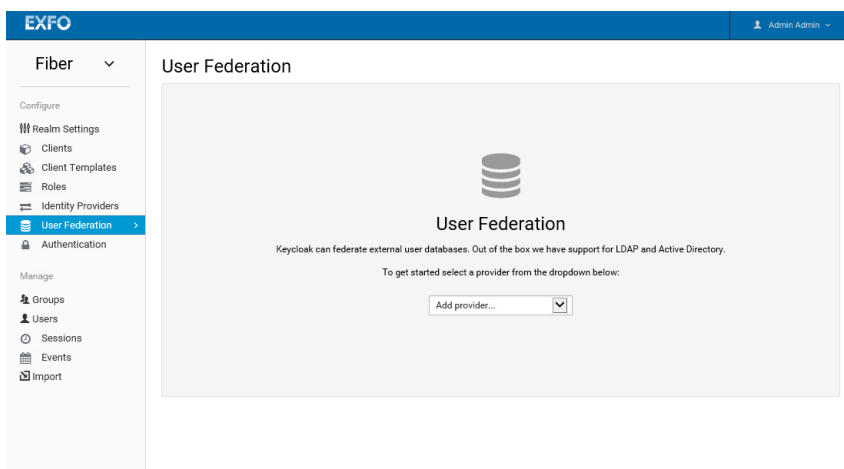 EXFO
Admin Admin
Fiber
User Federation
Configure
Realm Settings
Clients
Client Templates
Roles
Identity Providers
User Federation
Authentication
Manage
Groups
Users
Sessions
Events
Import
User Federation
Keycloak can federate external user databases. Out of the box we have support for LDAP and Active Directory.
To get started select a provider from the dropdown below:
Add provider...